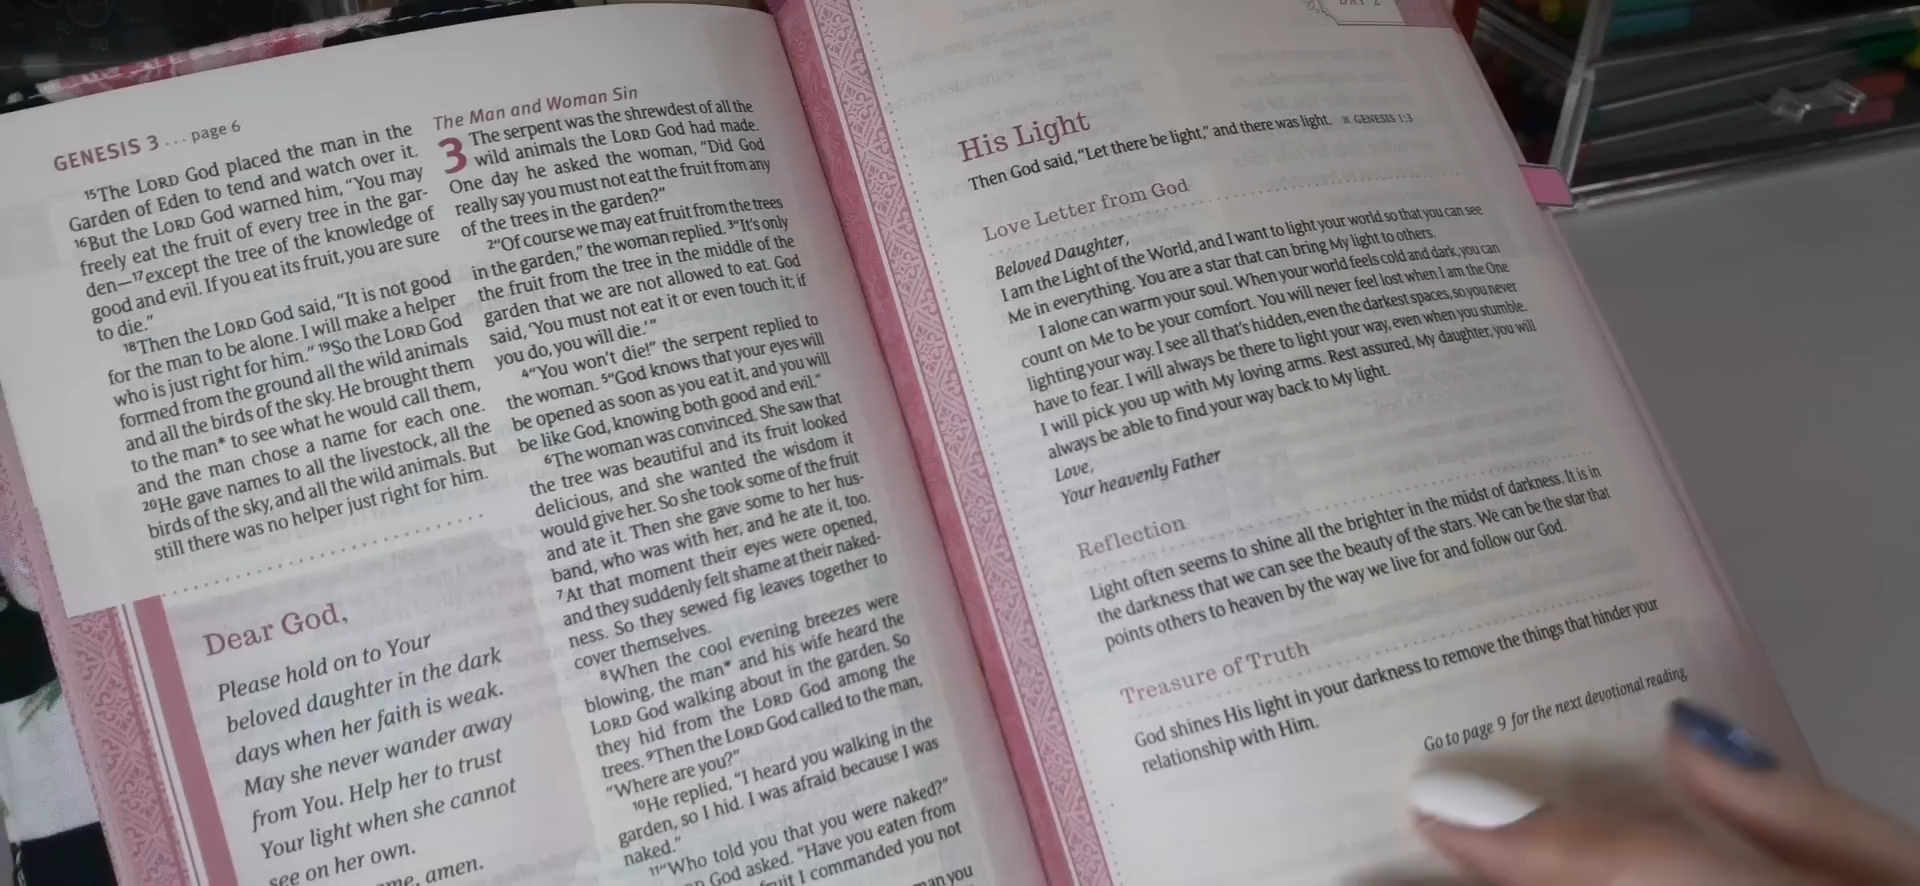 GENESIS 3 ... page 6
¹⁵The LORD God placed the man in the
Garden of Eden to tend and watch over it.
¹⁶But the LORD God warned him, “You may
freely eat the fruit of every tree in the gar-
den—¹⁷except the tree of the knowledge of
good and evil. If you eat its fruit, you are sure
to die.”
¹⁸Then the LORD God said, “It is not good
for the man to be alone. I will make a helper
who is just right for him.” ¹⁹So the LORD God
formed from the ground all the wild animals
and all the birds of the sky. He brought them
to the man* to see what he would call them,
and the man chose a name for each one.
²⁰He gave names to all the livestock, all the
birds of the sky, and all the wild animals. But
still there was no helper just right for him.
Dear God,
Please hold on to Your
beloved daughter in the dark
days when her faith is weak.
May she never wander away
from You. Help her to trust
Your light when she cannot
see on her own.
amen.
The Man and Woman Sin
3 The serpent was the shrewdest of all the
wild animals the LORD God had made.
One day he asked the woman, “Did God
really say you must not eat the fruit from any
of the trees in the garden?”
²“Of course we may eat fruit from the trees
in the garden,” the woman replied. ³“It’s only
the fruit from the tree in the middle of the
garden that we are not allowed to eat. God
said, ‘You must not eat it or even touch it; if
you do, you will die.’”
⁴“You won’t die!” the serpent replied to
the woman. ⁵“God knows that your eyes will
be opened as soon as you eat it, and you will
be like God, knowing both good and evil.”
⁶The woman was convinced. She saw that
the tree was beautiful and its fruit looked
delicious, and she wanted the wisdom it
would give her. So she took some of the fruit
and ate it. Then she gave some to her hus-
band, who was with her, and he ate it, too.
⁷At that moment their eyes were opened,
and they suddenly felt shame at their naked-
ness. So they sewed fig leaves together to
cover themselves.
⁸When the cool evening breezes were
blowing, the man* and his wife heard the
LORD God walking about in the garden. So
they hid from the LORD God among the
trees. ⁹Then the LORD God called to the man,
“Where are you?”
¹⁰He replied, “I heard you walking in the
garden, so I hid. I was afraid because I was
naked.”
¹¹“Who told you that you were naked?”
God asked. “Have you eaten from
fruit I commanded you not
you
DAY 2
His Light
Then God said, “Let there be light,” and there was light. GENESIS 1:3
Love Letter from God
Beloved Daughter,
I am the Light of the World, and I want to light your world so that you can see
Me in everything. You are a star that can bring My light to others.
I alone can warm your soul. When your world feels cold and dark, you can
count on Me to be your comfort. You will never feel lost when I am the One
lighting your way. I see all that’s hidden, even the darkest spaces, so you never
have to fear. I will always be there to light your way, even when you stumble.
I will pick you up with My loving arms. Rest assured, My daughter, you will
always be able to find your way back to My light.
Love,
Your heavenly Father
Reflection
Light often seems to shine all the brighter in the midst of darkness. It is in
the darkness that we can see the beauty of the stars. We can be the star that
points others to heaven by the way we live for and follow our God.
Treasure of Truth
God shines His light in your darkness to remove the things that hinder your
relationship with Him.
Go to page 9 for the next devotional reading.